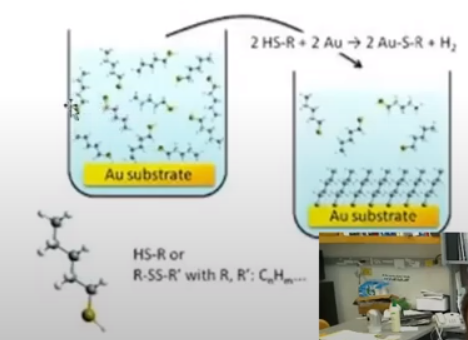 2 HS-R + 2 Au → 2 Au-S-R + H₂
Au substrate
Au substrate
HS-R or
R-SS-R' with R, R': CₙHₘ...